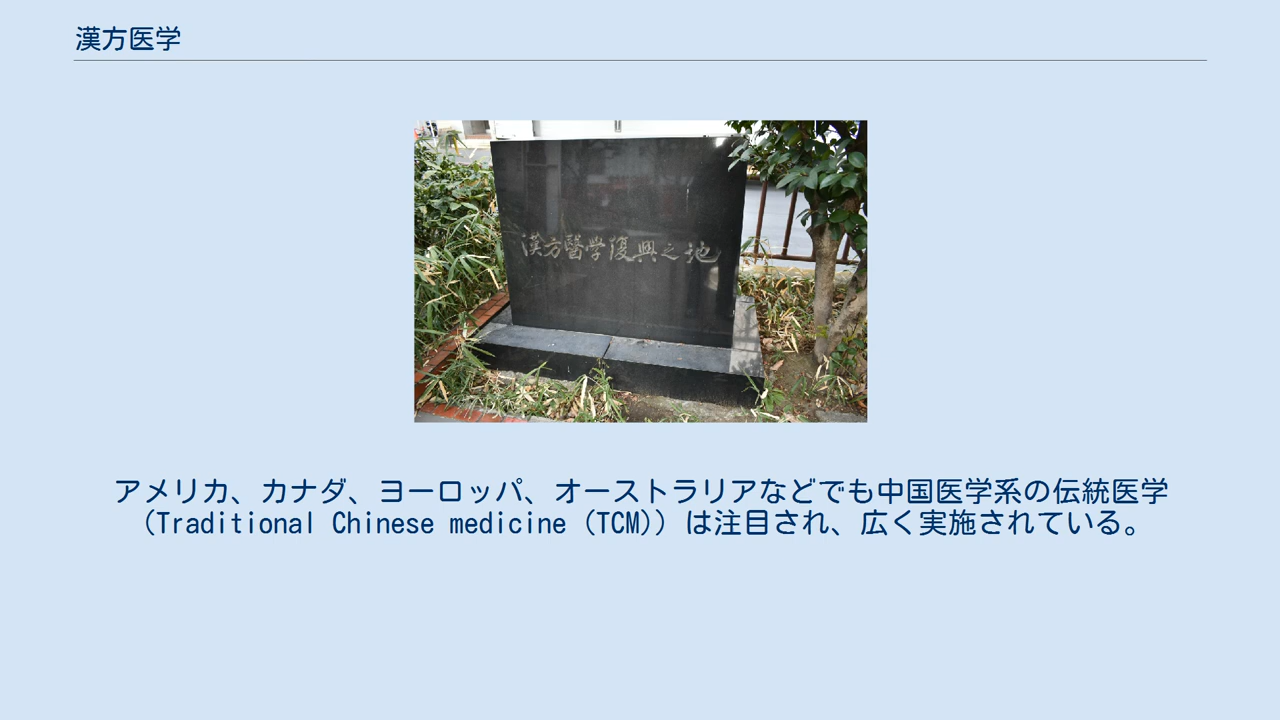 漢方医学
漢方醫学復興之地
アメリカ、カナダ、ヨーロッパ、オーストラリアなどでも中国医学系の伝統医学
（Traditional Chinese medicine（TCM)）は注目され、広く実施されている。